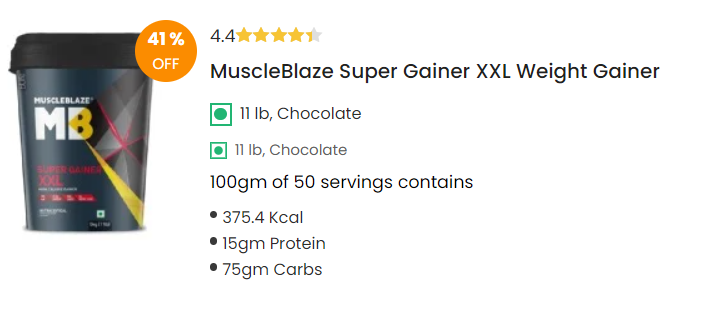 41 %
OFF
4.4
MuscleBlaze Super Gainer XXL Weight Gainer
11 lb, Chocolate
11 lb, Chocolate
100gm of 50 servings contains
375.4 Kcal
15gm Protein
75gm Carbs
MUSCLEBLAZE
MB
SUPER GAINER
XXL